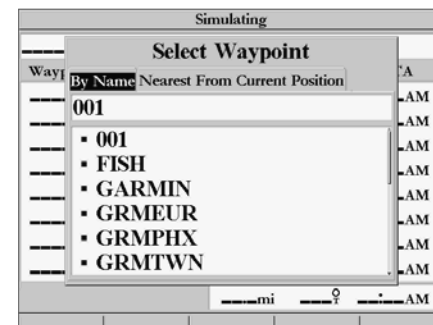 Simulating
Select Waypoint
Wayp TA
By Name Nearest From Current Position
001
AM
001
AM
FISH
AM
GARMIN
AM
GRMEUR
AM
GRMPHX
AM
GRMTWN
AM
AM
mi AM